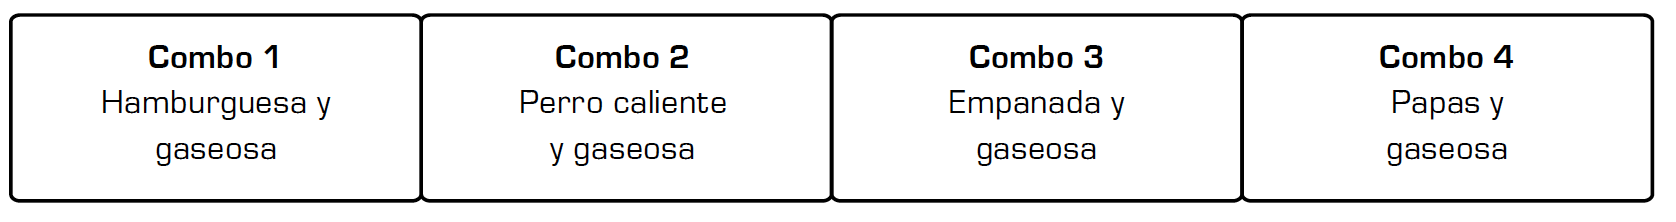 Combo 1
Hamburguesa y
gaseosa
Combo 2
Perro caliente
y gaseosa
Combo 3
Empanada y
gaseosa
Combo 4
Papas y
gaseosa